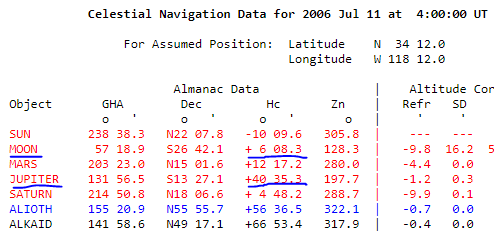 Celestial Navigation Data for 2006 Jul 11 at 4:00:00 UT
For Assumed Position: Latitude N 34 12.0
Longitude W 118 12.0
Almanac Data | Altitude Cor
Object GHA Dec Hc Zn | Refr SD
o ' o ' o ' o | ' '
SUN 238 38.3 N22 07.8 -10 09.6 305.8 | --- ---
MOON 57 18.9 S26 42.1 + 6 08.3 128.3 | -9.8 16.2 5
MARS 203 23.0 N15 01.6 +12 17.2 280.0 | -4.4 0.0
JUPITER 131 56.5 S13 27.1 +40 35.3 197.7 | -1.2 0.3
SATURN 214 50.8 N18 06.6 + 4 48.2 288.7 | -9.9 0.1
ALIOTH 155 20.9 N55 55.7 +56 36.5 322.1 | -0.7 0.0
ALKAID 141 58.6 N49 17.1 +66 53.4 317.9 | -0.4 0.0